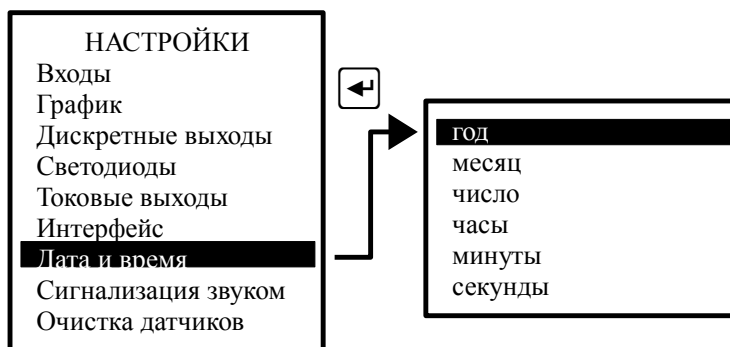 НАСТРОЙКИ
Входы
График
Дискретные выходы
Светодиоды
Токовые выходы
Интерфейс
Дата и время
Сигнализация звуком
Очистка датчиков
год
месяц
число
часы
минуты
секунды